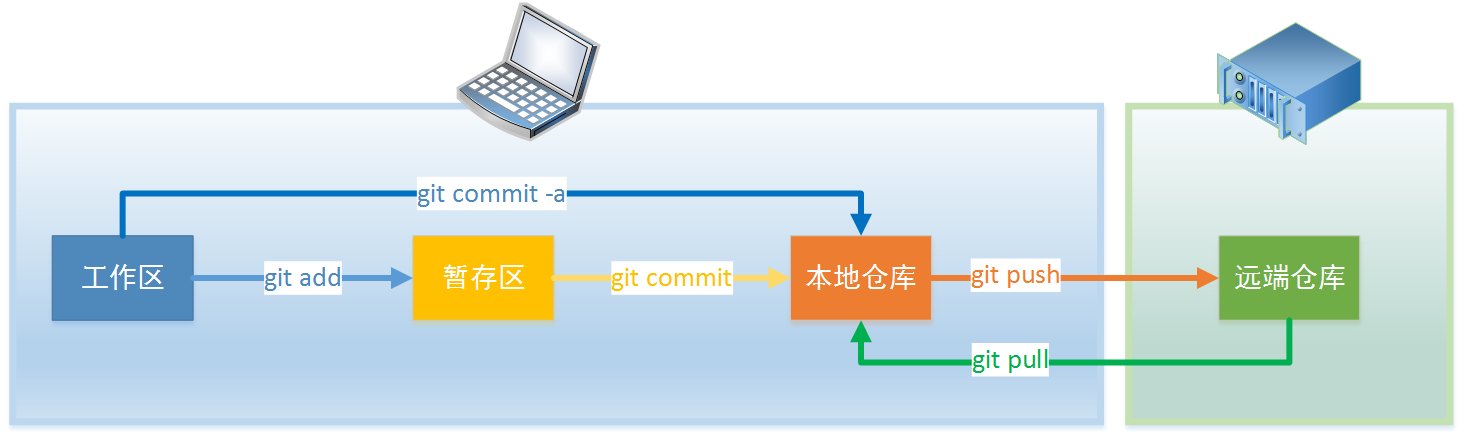 git commit -a
工作区
git add
暂存区
git commit
本地仓库
git push
远端仓库
git pull